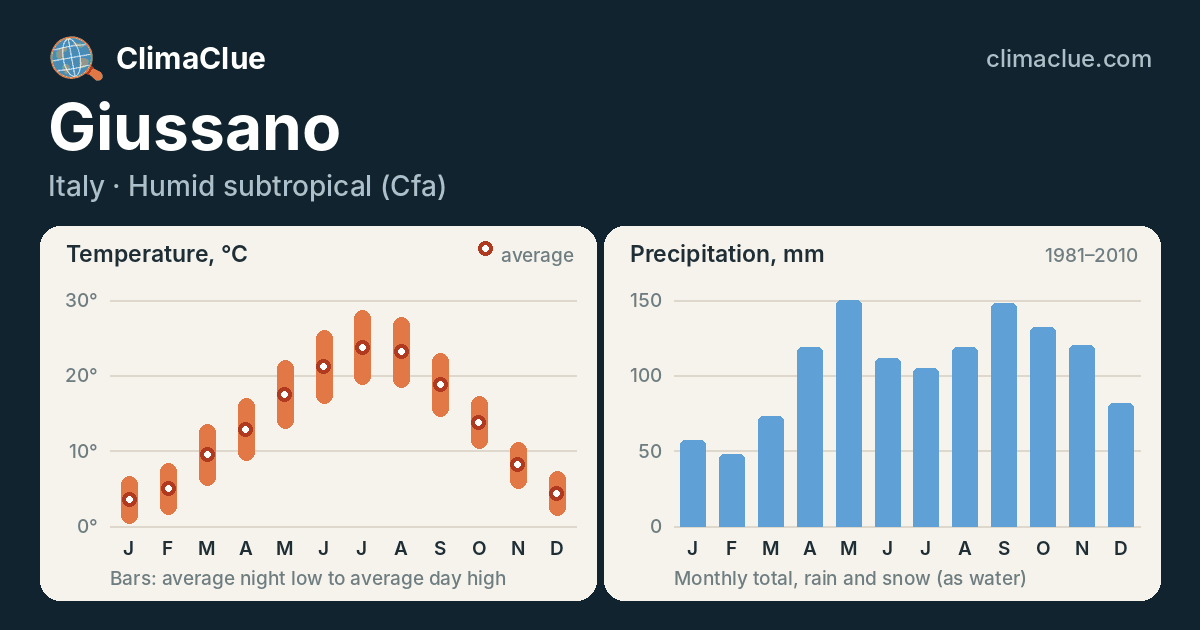 ClimaClue
climaclue.com
Giussano
Italy · Humid subtropical (Cfa)
Temperature, °C
average
30°
20°
10°
0°
J F M A M J J A S O N D
Bars: average night low to average day high
Precipitation, mm
1981–2010
150
100
50
0
J F M A M J J A S O N D
Monthly total, rain and snow (as water)